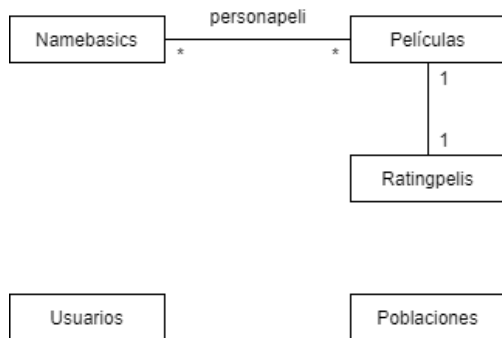 personapeli
Namebasics
Películas
*
*
1
1
Ratingpelis
Usuarios
Poblaciones